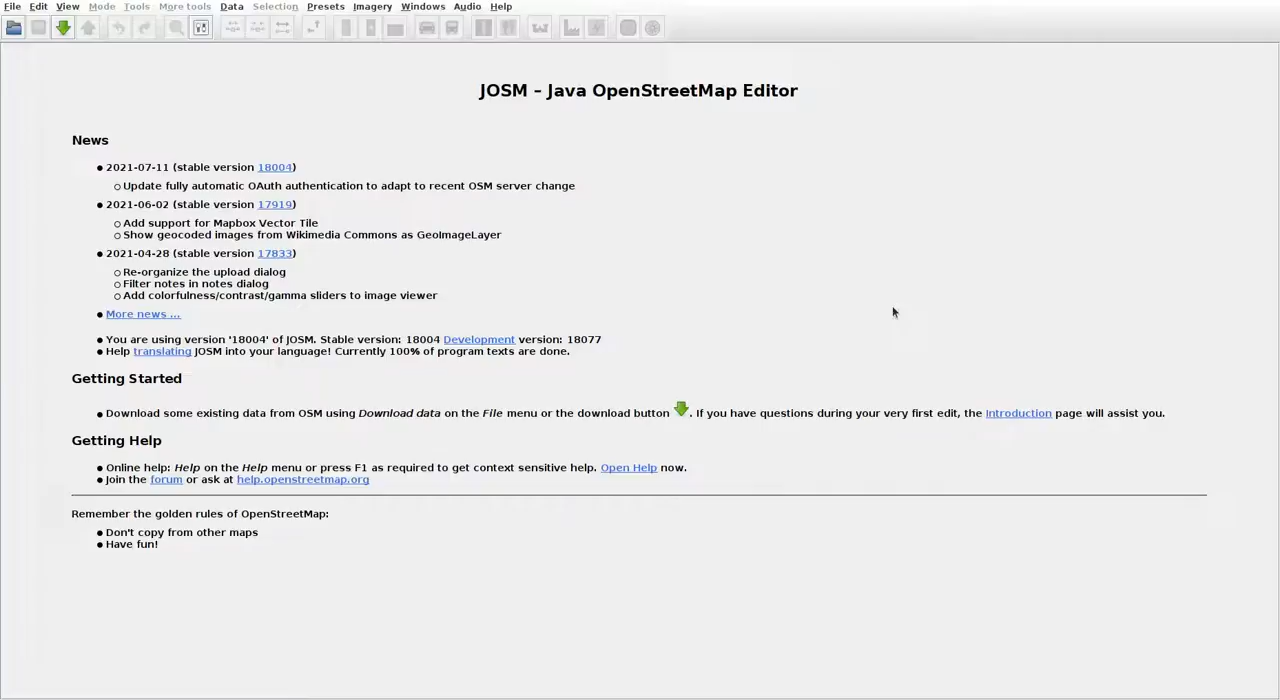 File Edit View Mode Tools More tools Data Selection Presets Imagery Windows Audio Help
JOSM – Java OpenStreetMap Editor
News
2021-07-11 (stable version 18004)
Update fully automatic OAuth authentication to adapt to recent OSM server change
2021-06-02 (stable version 17919)
Add support for Mapbox Vector Tile
Show geocoded images from Wikimedia Commons as GeoImageLayer
2021-04-28 (stable version 17833)
Re-organize the upload dialog
Filter notes in notes dialog
Add colorfulness/contrast/gamma sliders to image viewer
More news ...
You are using version '18004' of JOSM. Stable version: 18004 Development version: 18077
Help translating JOSM into your language! Currently 100% of program texts are done.
Getting Started
Download some existing data from OSM using Download data on the File menu or the download button . If you have questions during your very first edit, the Introduction page will assist you.
Getting Help
Online help: Help on the Help menu or press F1 as required to get context sensitive help. Open Help now.
Join the forum or ask at help.openstreetmap.org
Remember the golden rules of OpenStreetMap:
Don't copy from other maps
Have fun!